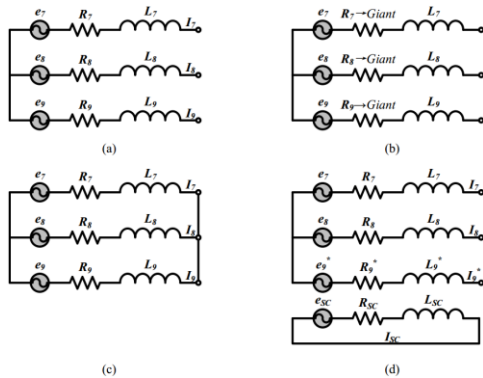 e7 R7 L7 I7
e8 R8 L8 I8
e9 R9 L9 I9
(a)
e7 R7→Giant L7
e8 R8→Giant L8
e9 R9→Giant L9
(b)
e7 R7 L7 I7
e8 R8 L8 I8
e9 R9 L9 I9
(c)
e7 R7 L7 I7
e8 R8 L8 I8
e9* R9* L9* I9*
eSC RSC LSC
ISC
(d)